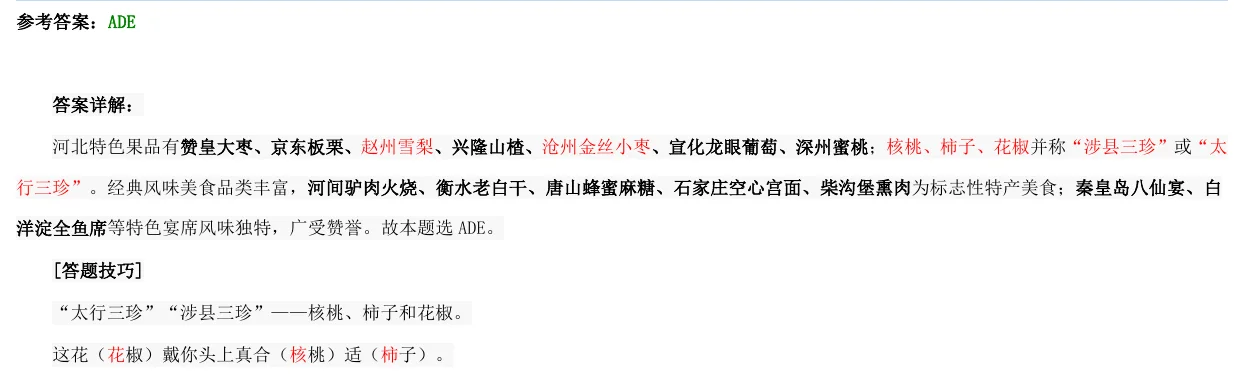 参考答案：ADE
答案详解：
河北特色果品有赞皇大枣、京东板栗、赵州雪梨、兴隆山楂、沧州金丝小枣、宣化龙眼葡萄、深州蜜桃；核桃、柿子、花椒并称“涉县三珍”或“太
行三珍”。经典风味美食品类丰富，河间驴肉火烧、衡水老白干、唐山蜂蜜麻糖、石家庄空心宫面、柴沟堡熏肉为标志性特产美食；秦皇岛八仙宴、白
洋淀全鱼席等特色宴席风味独特，广受赞誉。故本题选 ADE。
[答题技巧]
“太行三珍”“涉县三珍”——核桃、柿子和花椒。
这花（花椒）戴你头上真合（核桃）适（柿子）。